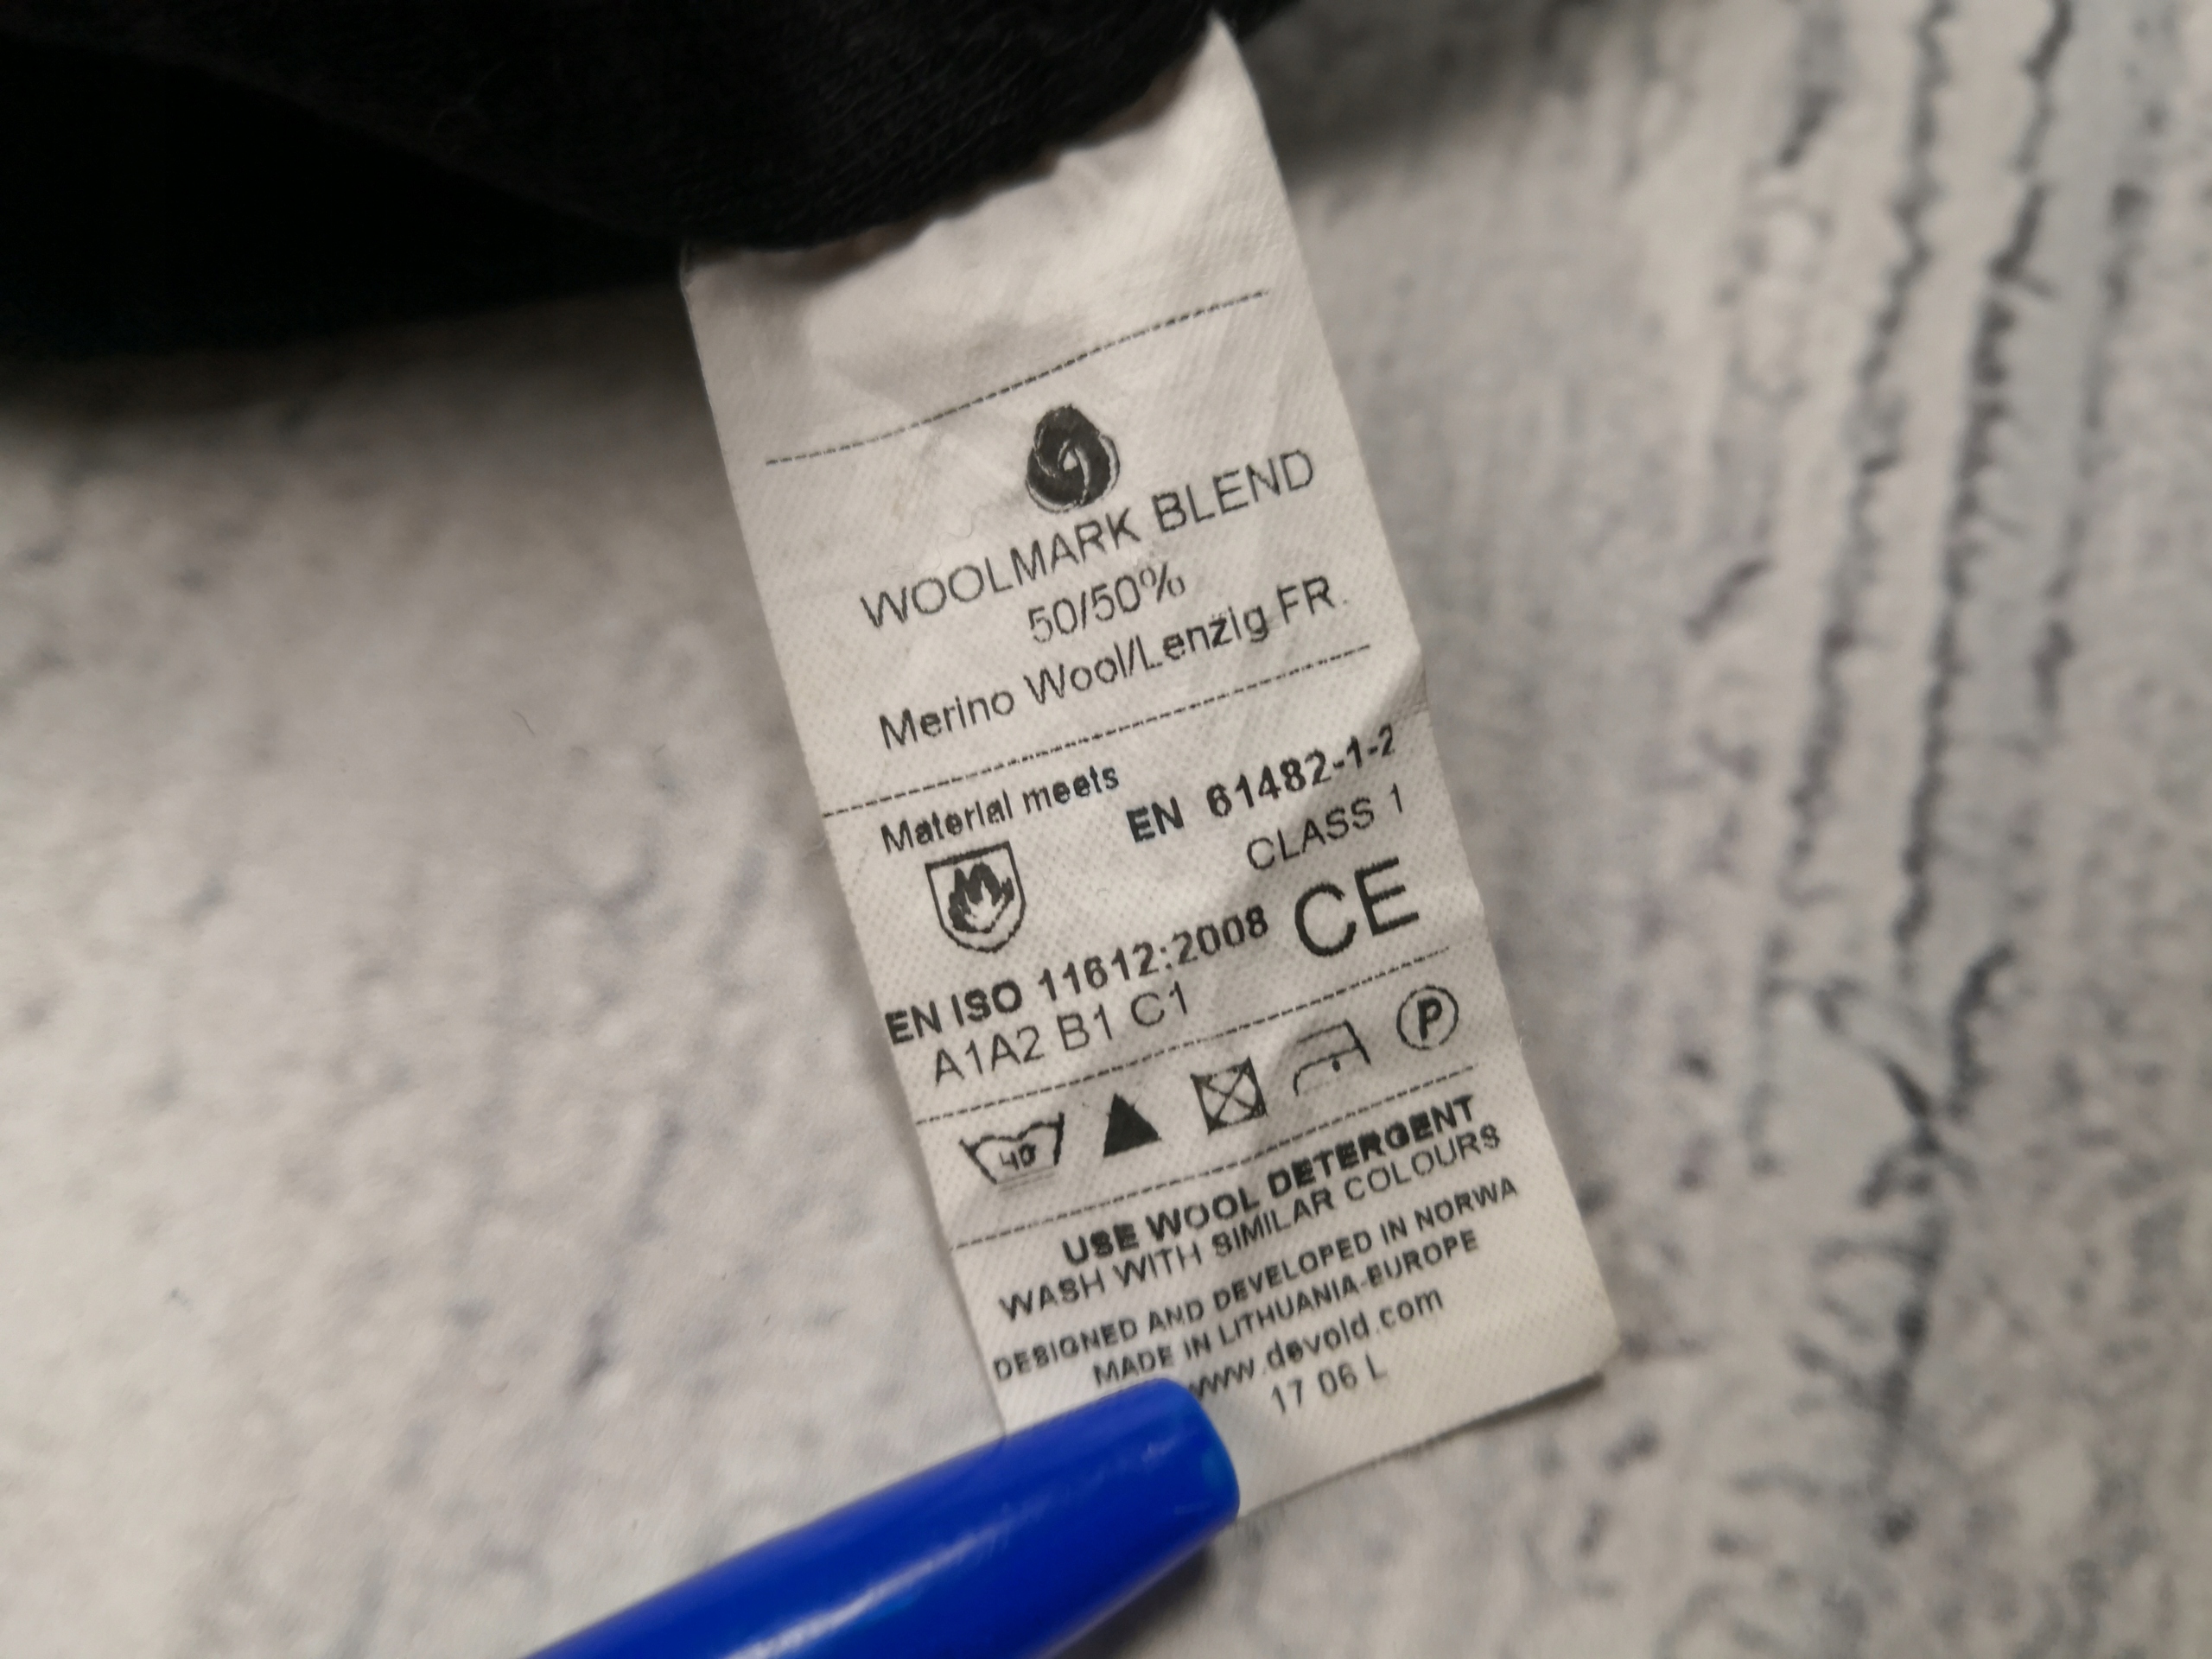 WOOLMARK BLEND
50/50%
Merino Wool/Lenzig FR.
Material meets
EN 61482-1-2
CLASS 1
CE
EN ISO 11612:2008
A1A2 B1 C1
40
P
USE WOOL DETERGENT
WASH WITH SIMILAR COLOURS
DESIGNED AND DEVELOPED IN NORWA
MADE IN LITHUANIA-EUROPE
www.devold.com
17 06 L